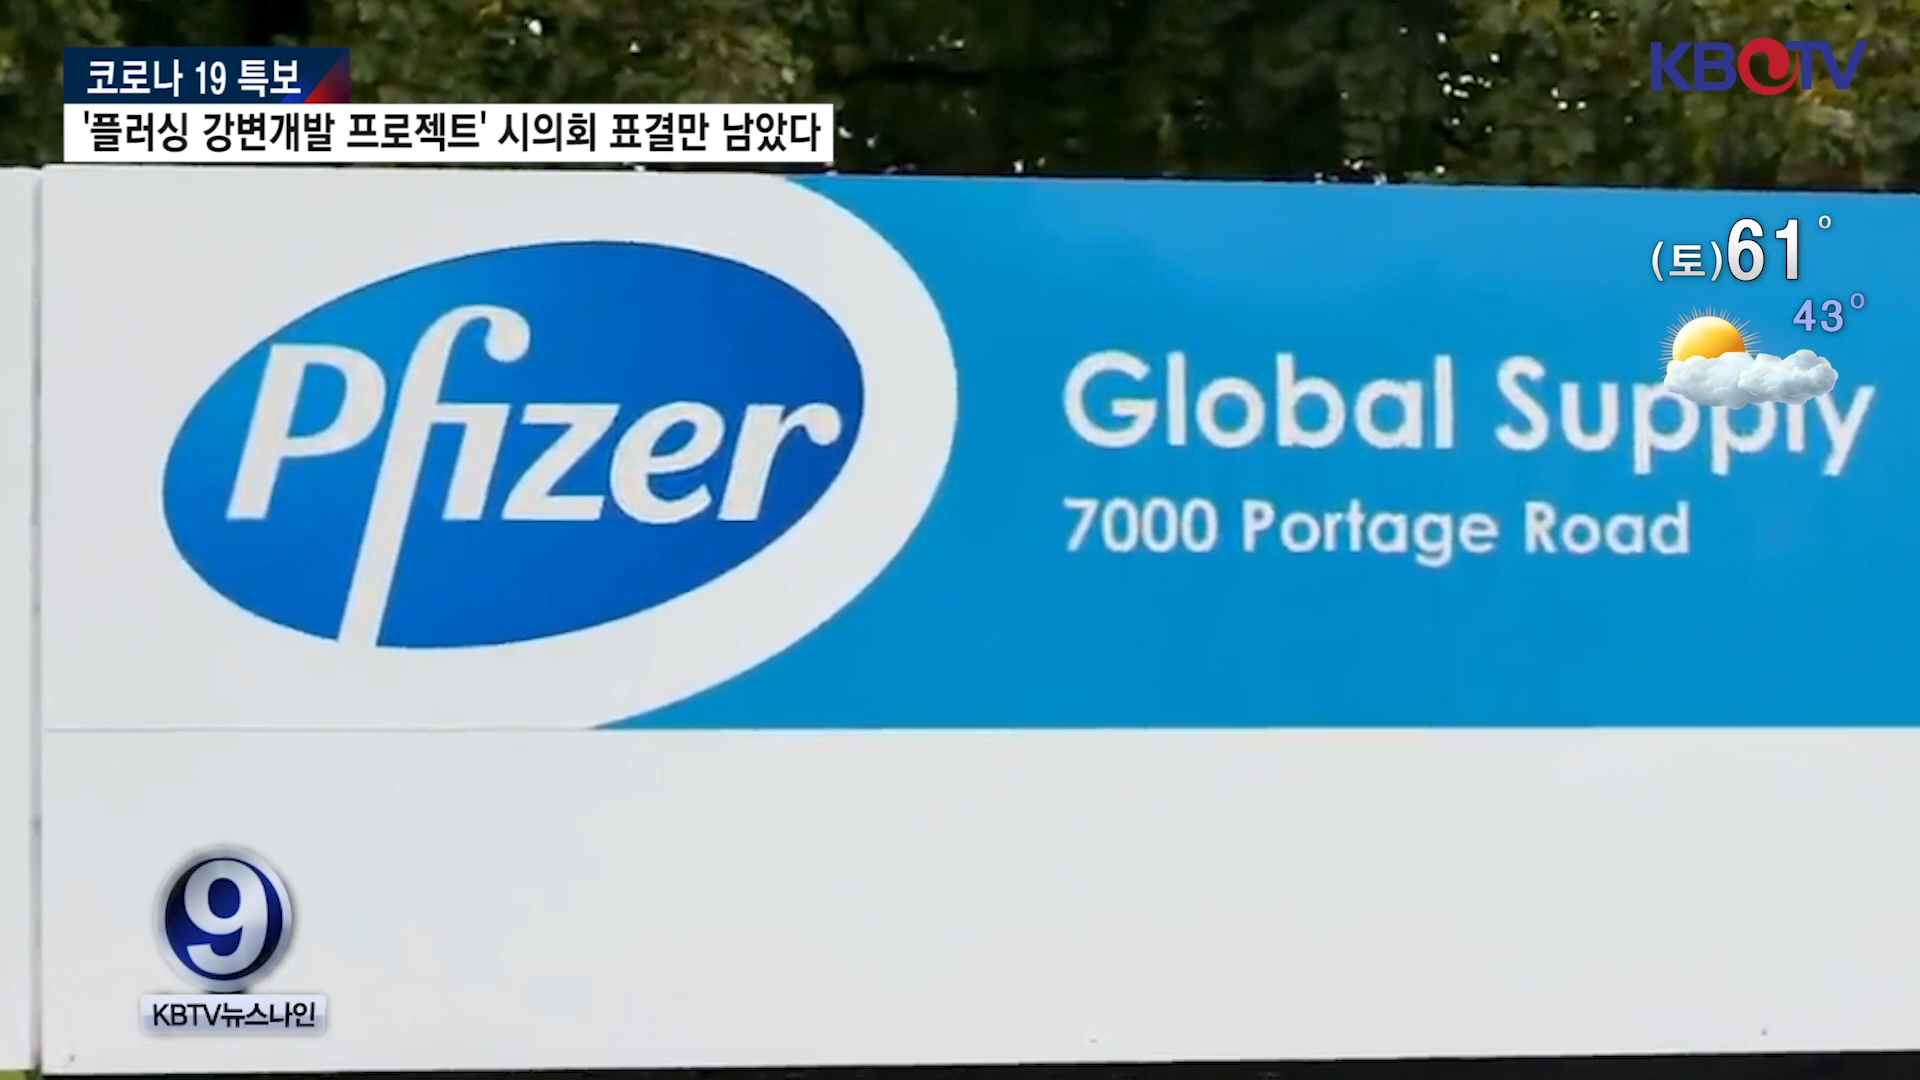 코로나 19 특보
KBTV
'플러싱 강변개발 프로젝트' 시의회 표결만 남았다
(토)61°
43°
Pfizer
Global Supply
7000 Portage Road
9
KBTV뉴스나인